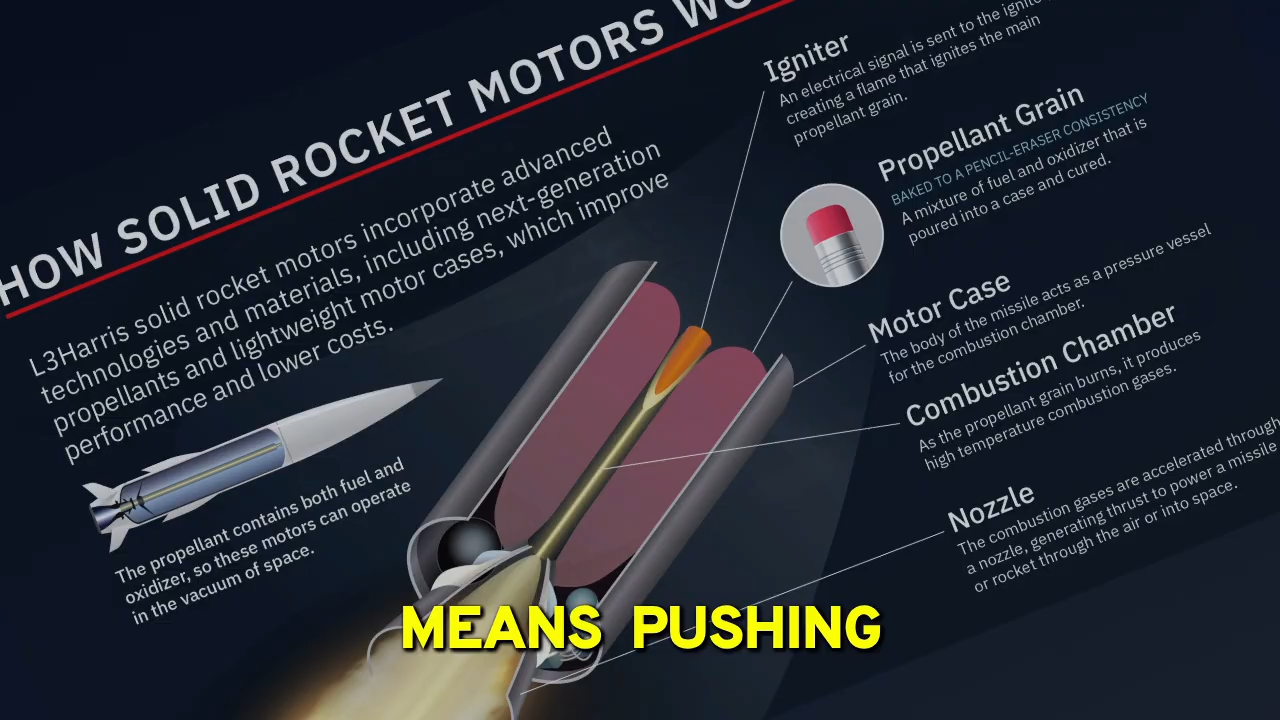 HOW SOLID ROCKET MOTORS WO
L3Harris solid rocket motors incorporate advanced
technologies and materials, including next-generation
propellants and lightweight motor cases, which improve
performance and lower costs.
The propellant contains both fuel and
oxidizer, so these motors can operate
in the vacuum of space.
Igniter
An electrical signal is sent to the ignite
creating a flame that ignites the main
propellant grain.
Propellant Grain
BAKED TO A PENCIL-ERASER CONSISTENCY
A mixture of fuel and oxidizer that is
poured into a case and cured.
Motor Case
The body of the missile acts as a pressure vessel
for the combustion chamber.
Combustion Chamber
As the propellant grain burns, it produces
high temperature combustion gases.
Nozzle
The combustion gases are accelerated through
a nozzle, generating thrust to power a missile
or rocket through the air or into space.
MEANS PUSHING